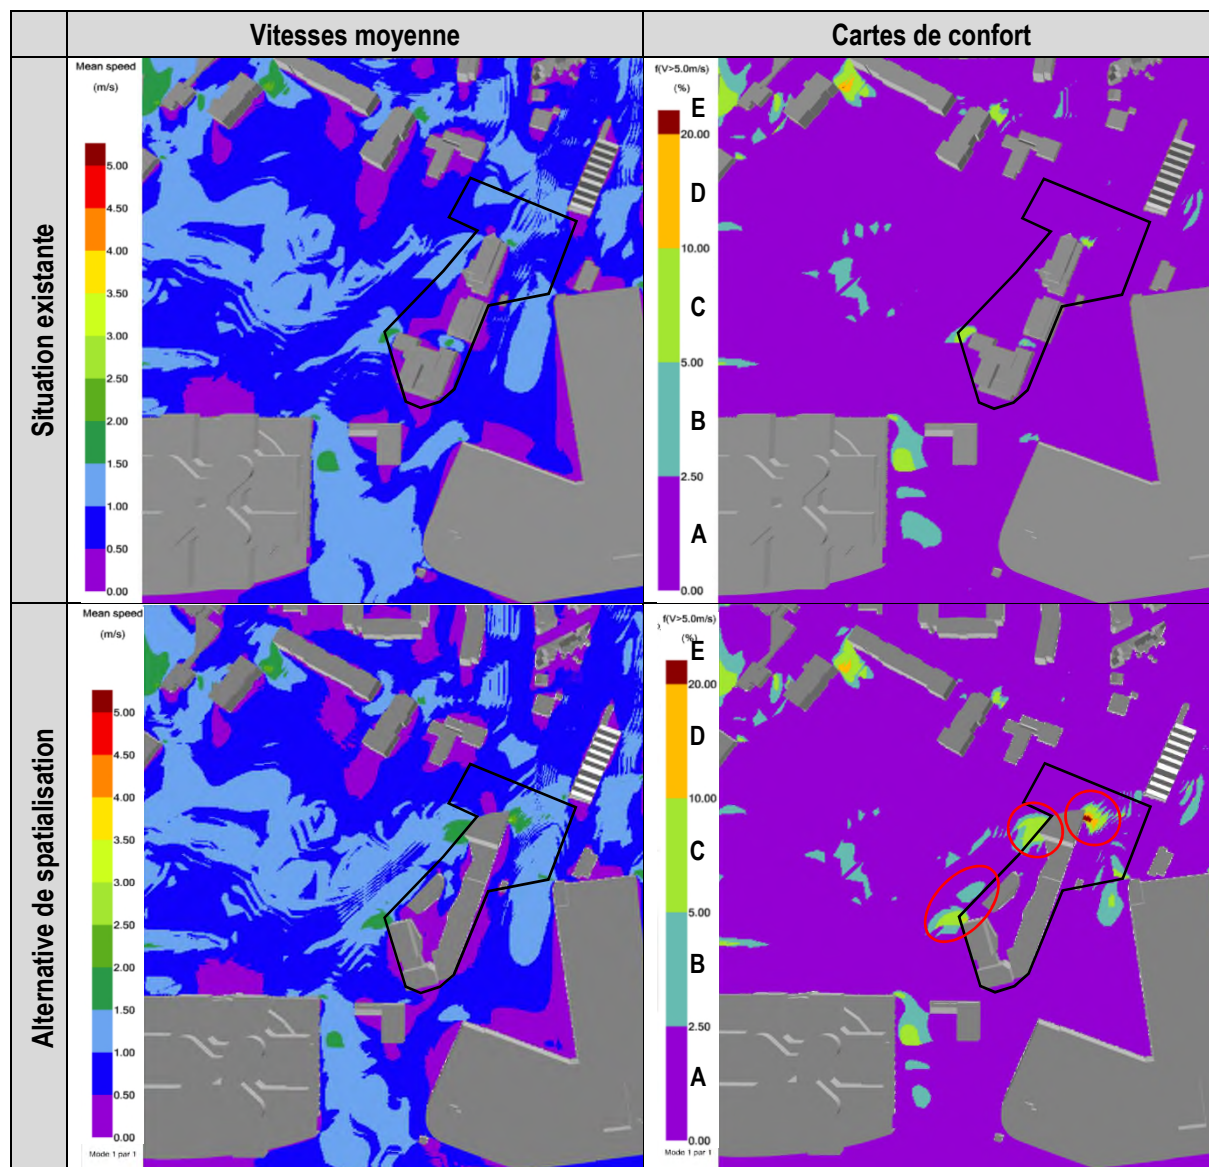 Vitesses moyenne
Cartes de confort
Situation existante
Mean speed
(m/s)
5.00
4.50
4.00
3.50
3.00
2.50
2.00
1.50
1.00
0.50
0.00
f(V>5.0m/s)
(%)
E
20.00
D
10.00
C
5.00
B
2.50
A
0.00
Alternative de spatialisation
Mean speed
(m/s)
5.00
4.50
4.00
3.50
3.00
2.50
2.00
1.50
1.00
0.50
0.00
Mode 1 par 1
f(V>5.0m/s)
(%)
E
20.00
D
10.00
C
5.00
B
2.50
A
0.00
Mode 1 par 1